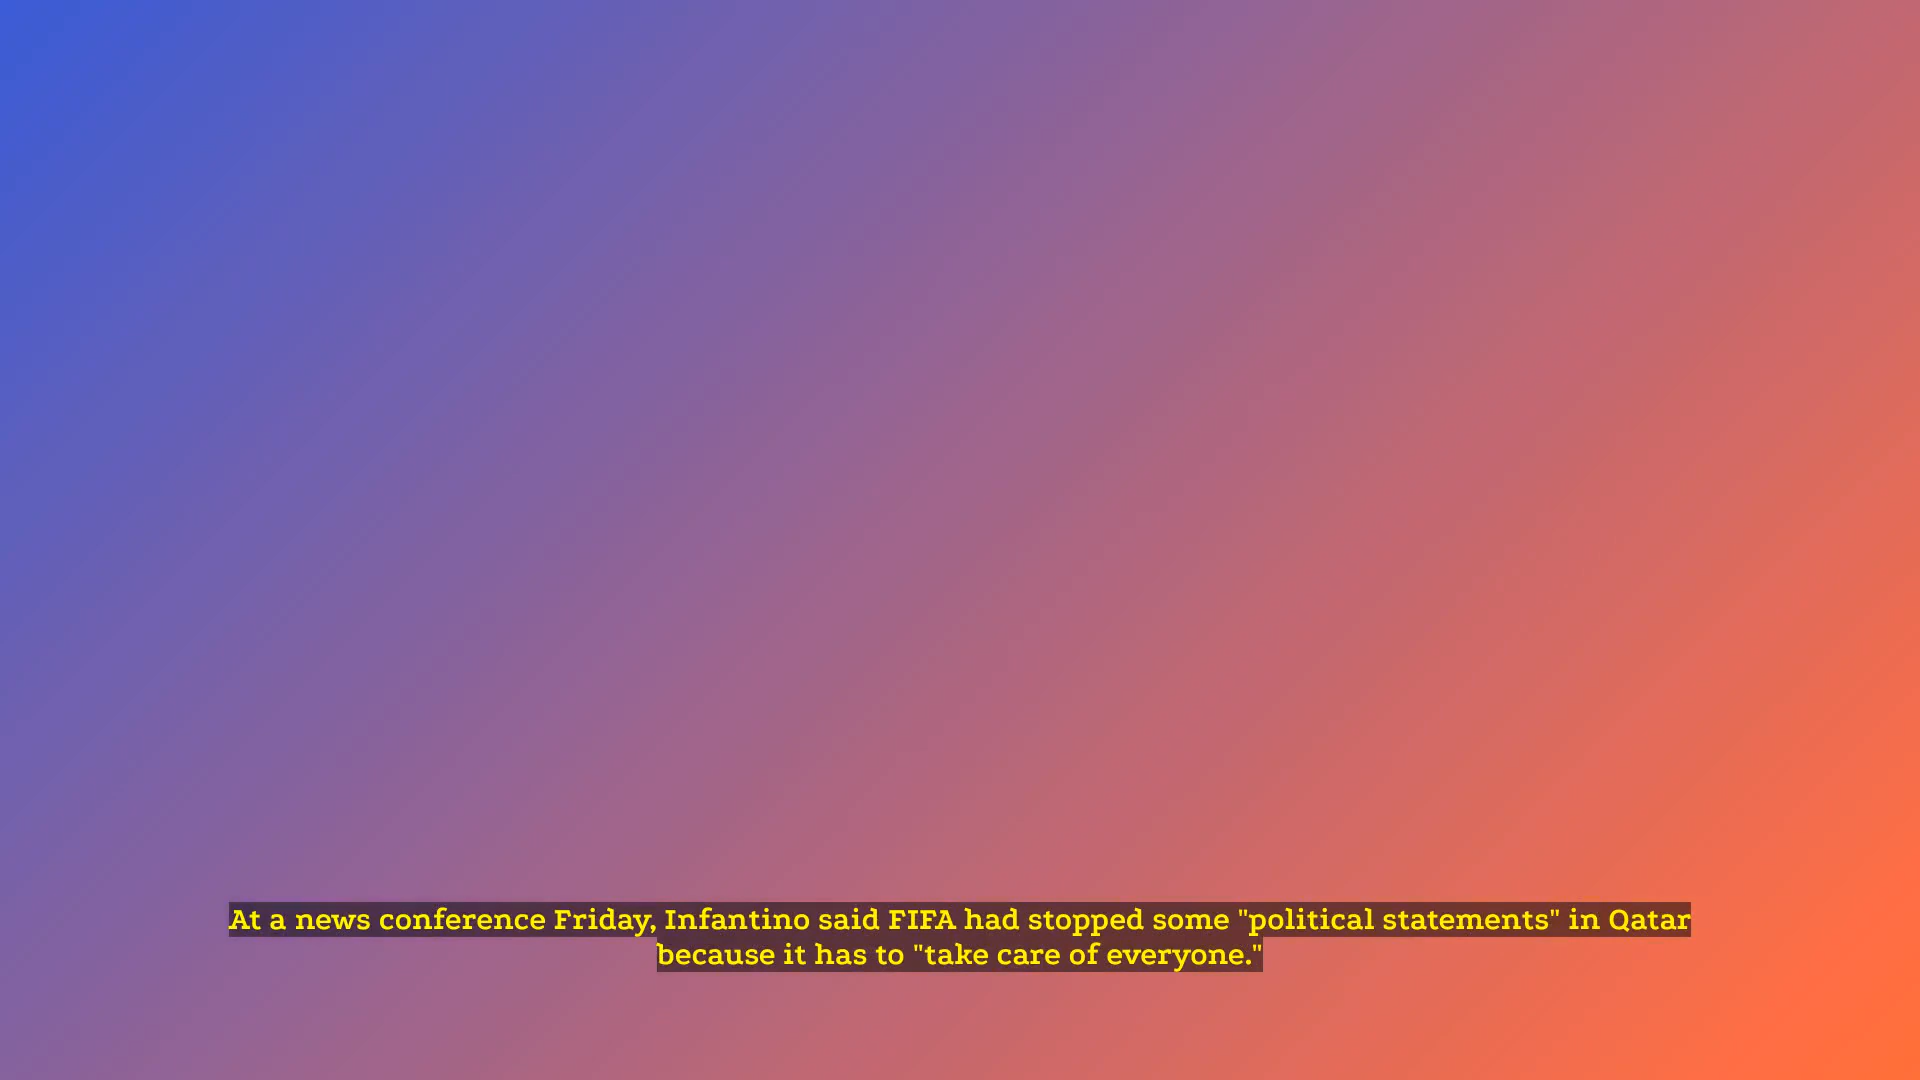 At a news conference Friday, Infantino said FIFA had stopped some "political statements" in Qatar
because it has to "take care of everyone."